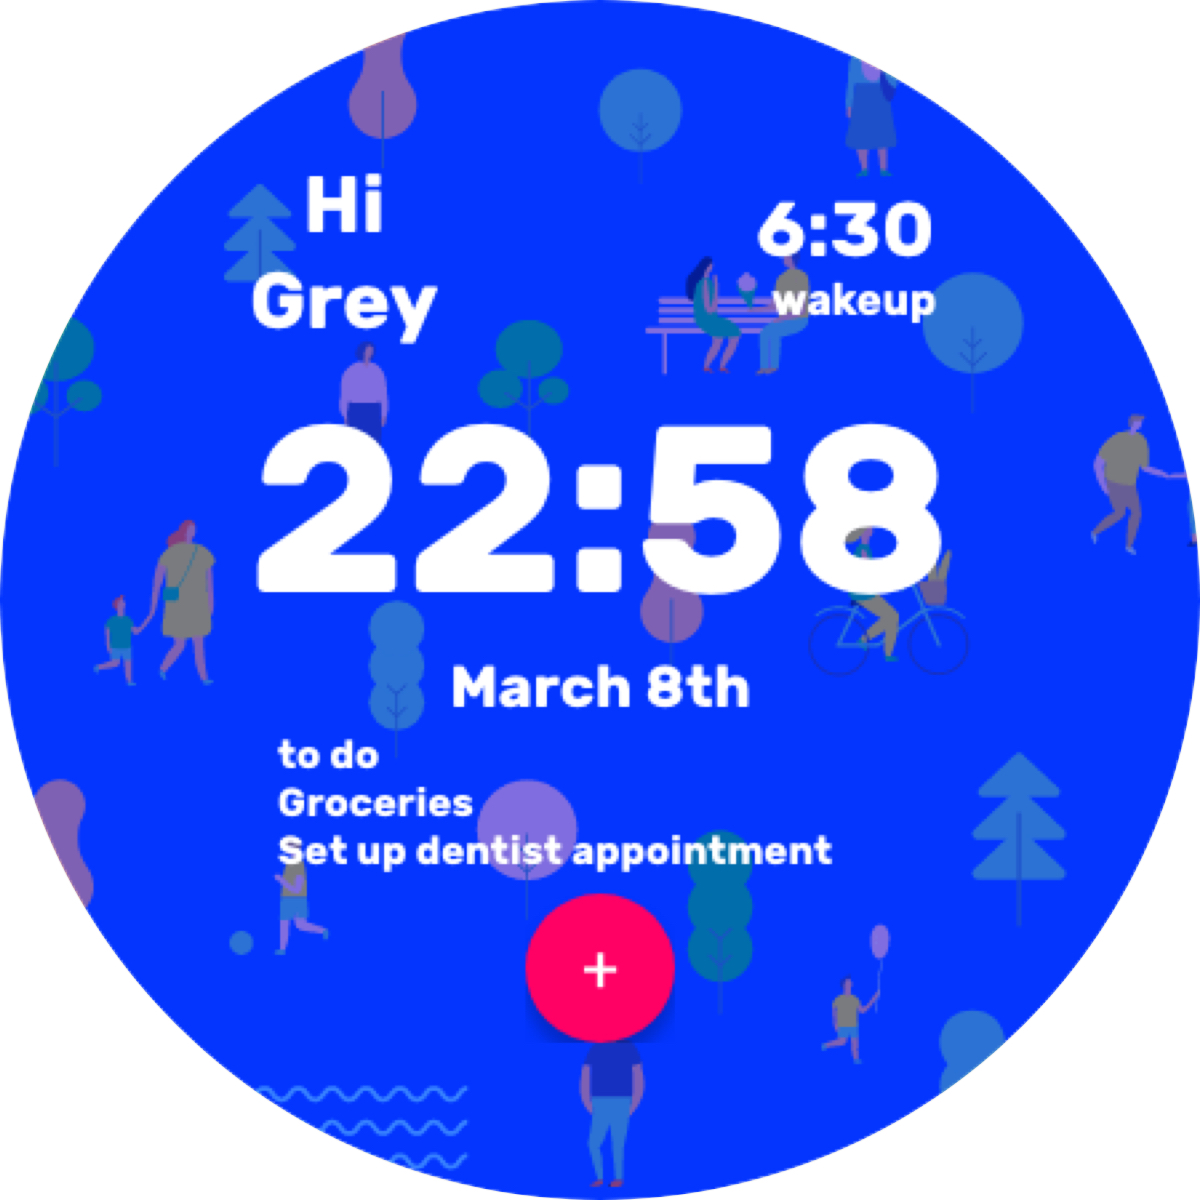 Hi
Grey
6:30
wakeup
22:58
March 8th
to do
Groceries
Set up dentist appointment
+